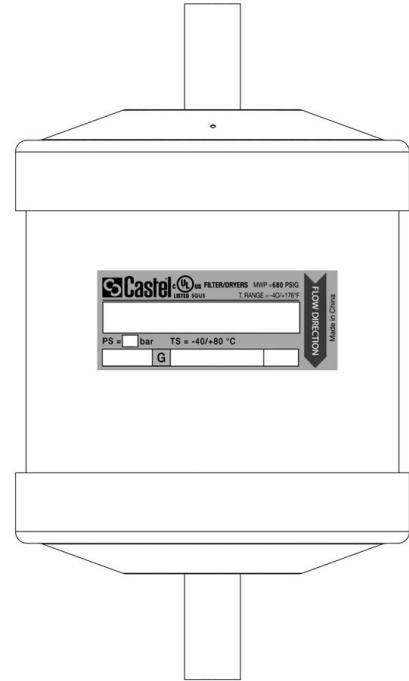 Castel c UL us FILTER/DRYERS MWP =680 PSIG
LISTED 5GU5 T. RANGE = -40/+176°F
PS = bar TS = -40/+80 °C
G
FLOW DIRECTION
Made in China